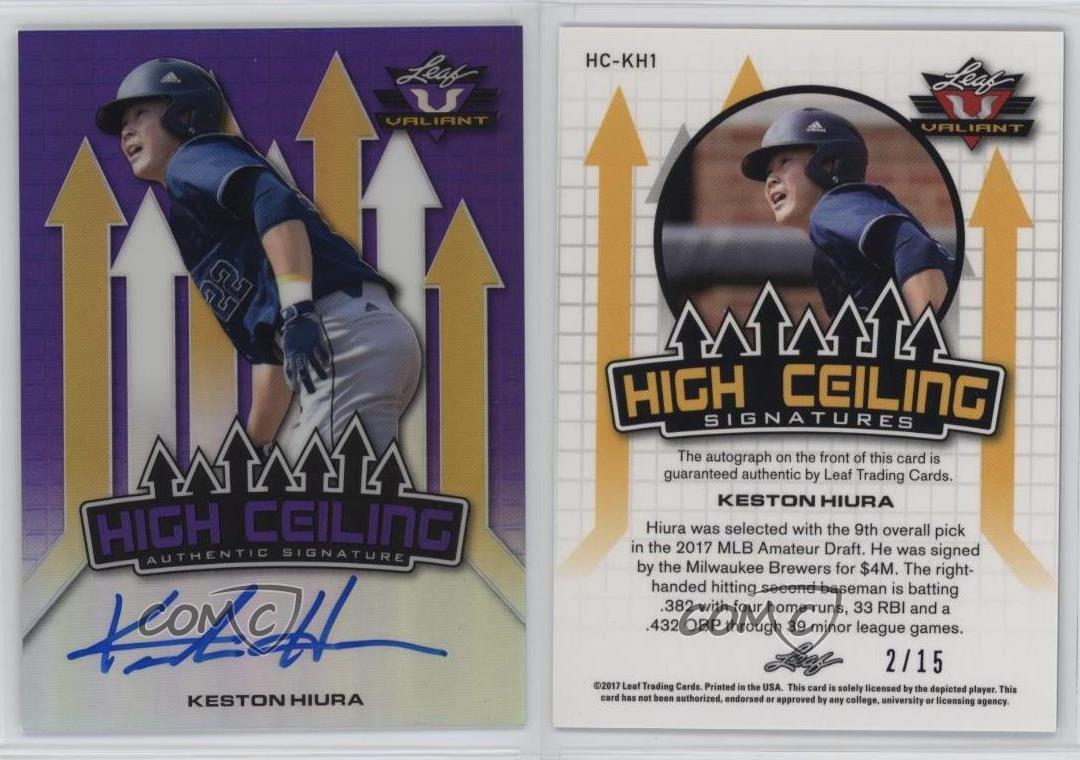 Leaf
VALIANT
adidas
22
HIGH CEILING
AUTHENTIC SIGNATURE
COMC
KESTON HIURA
HC-KH1
Leaf
VALIANT
adidas
HIGH CEILING
SIGNATURES
The autograph on the front of this card is
guaranteed authentic by Leaf Trading Cards.
KESTON HIURA
Hiura was selected with the 9th overall pick
in the 2017 MLB Amateur Draft. He was signed
by the Milwaukee Brewers for $4M. The right-
handed hitting second baseman is batting
.382 with four home runs, 33 RBI and a
.432 OBP through 39 minor league games.
COMC
Leaf
2/15
©2017 Leaf Trading Cards. Printed in the USA. This card is solely licensed by the depicted player. This
card has not been authorized, endorsed or approved by any college, university or licensing agency.